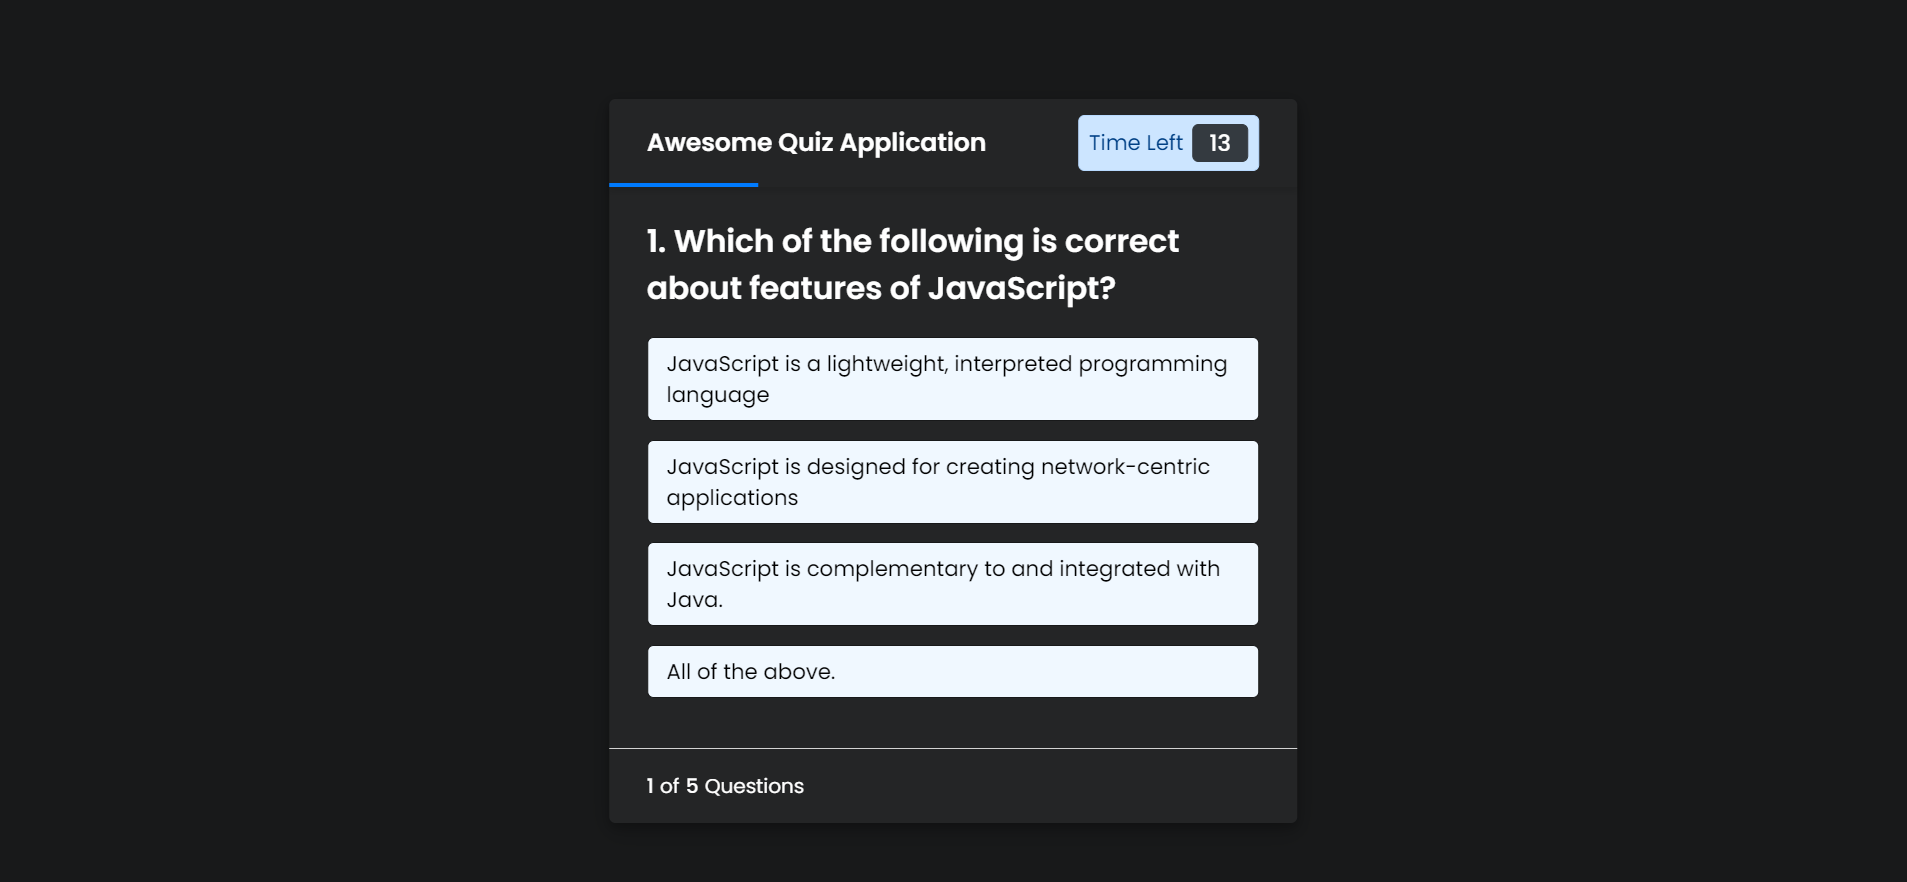 Awesome Quiz Application
Time Left 13
1. Which of the following is correct
about features of JavaScript?
JavaScript is a lightweight, interpreted programming
language
JavaScript is designed for creating network-centric
applications
JavaScript is complementary to and integrated with
Java.
All of the above.
1 of 5 Questions